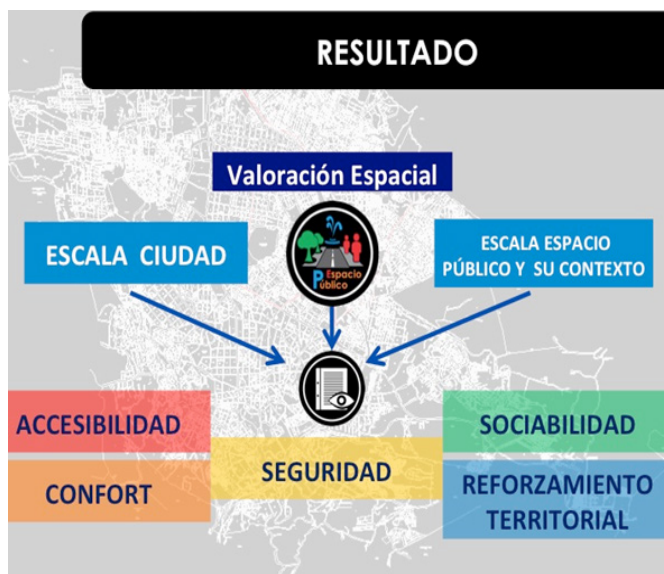 RESULTADO
Valoración Espacial
ESCALA CIUDAD
Espacio
Público
ESCALA ESPACIO
PÚBLICO Y SU CONTEXTO
ACCESIBILIDAD
SOCIABILIDAD
SEGURIDAD
CONFORT
REFORZAMIENTO
TERRITORIAL